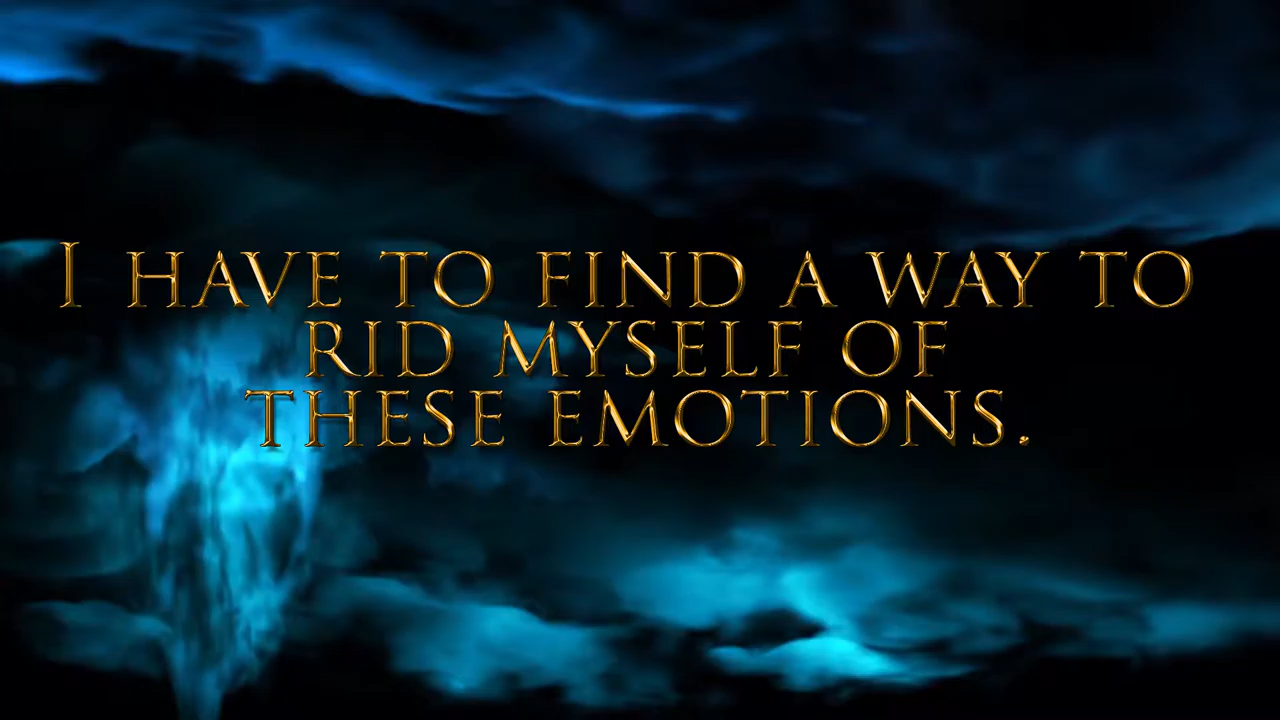 I HAVE TO FIND A WAY TO
RID MYSELF OF
THESE EMOTIONS.